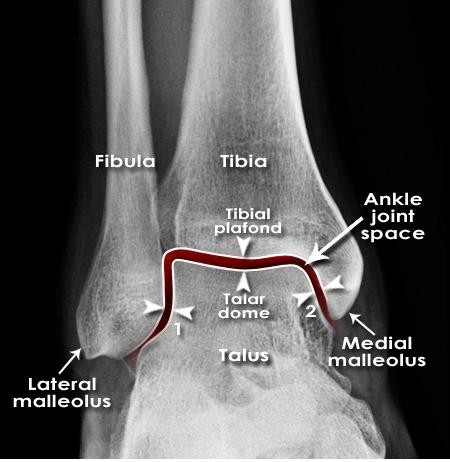 Fibula
Tibia
Ankle
joint
space
Tibial
plafond
Talar
dome
1
2
Talus
Medial
malleolus
Lateral
malleolus